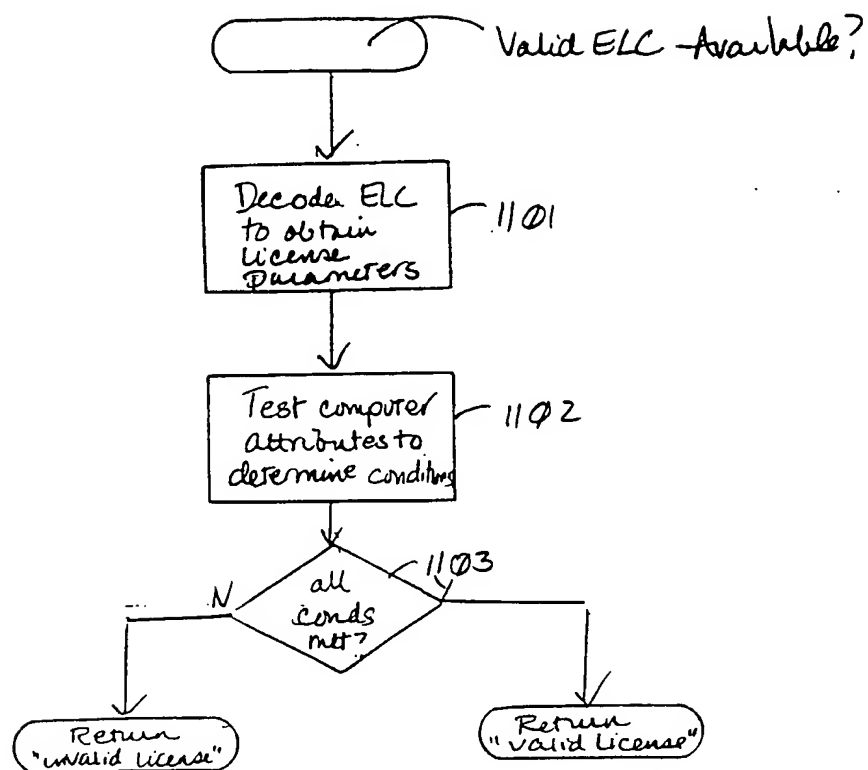 Valid ELC Available?
Decoder ELC
to obtain
License
Parameters
1101
Test computer
attributes to
determine conditions
1102
all
conds
met?
1103
N
Return
"invalid License"
Return
"valid License"